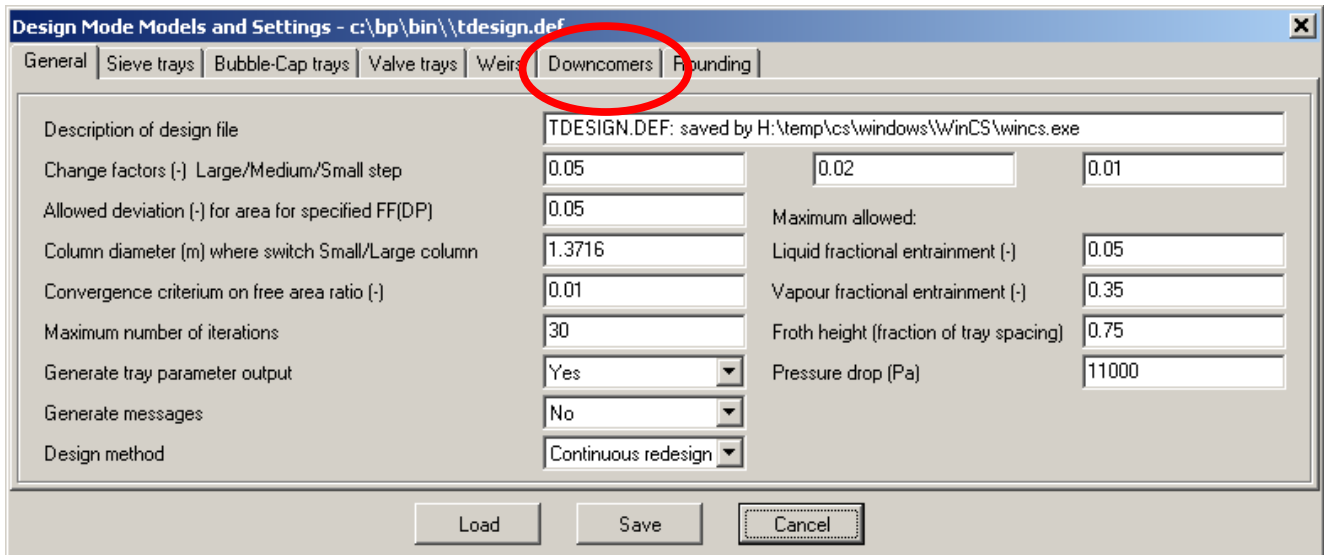 Design Mode Models and Settings - c:\bp\bin\\tdesign.def
General Sieve trays Bubble-Cap trays Valve trays Weirs Downcomers Rounding
Description of design file TDESIGN.DEF: saved by H:\temp\cs\windows\WinCS\wincs.exe
Change factors (-) Large/Medium/Small step 0.05 0.02 0.01
Allowed deviation (-) for area for specified FF(DP) 0.05 Maximum allowed:
Column diameter (m) where switch Small/Large column 1.3716 Liquid fractional entrainment (-) 0.05
Convergence criterium on free area ratio (-) 0.01 Vapour fractional entrainment (-) 0.35
Maximum number of iterations 30 Froth height (fraction of tray spacing) 0.75
Generate tray parameter output Yes Pressure drop (Pa) 11000
Generate messages No
Design method Continuous redesign
Load Save Cancel